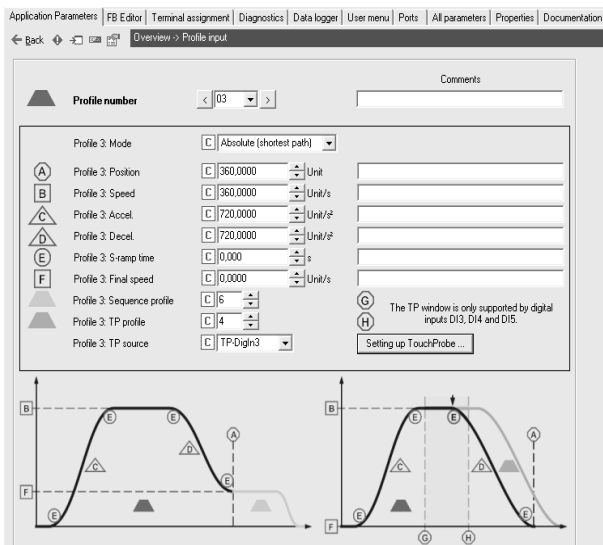 Application Parameters FB Editor Terminal assignment Diagnostics Data logger User menu Ports All parameters Properties Documentation
Back Overview -> Profile input
Comments
Profile number < 03 >
Profile 3: Mode C Absolute (shortest path)
A Profile 3: Position C 360,0000 Unit
B Profile 3: Speed C 360,0000 Unit/s
C Profile 3: Accel. C 720,0000 Unit/s²
D Profile 3: Decel. C 720,0000 Unit/s²
E Profile 3: S-ramp time C 0,000 s
F Profile 3: Final speed C 0,0000 Unit/s
Profile 3: Sequence profile C 6
G The TP window is only supported by digital
Profile 3: TP profile C 4
H inputs DI3, DI4 and DI5.
Profile 3: TP source C TP-DigIn3 Setting up TouchProbe ...
B E E A B E E A
C D E C D
F F
E E E
G H